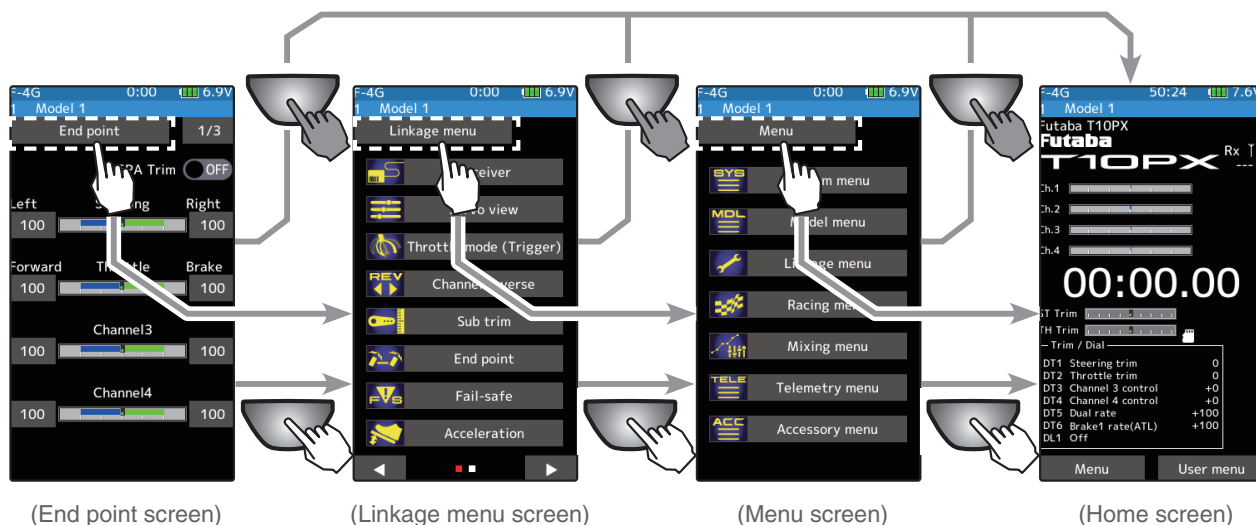 F-4G 0:00 6.9V
1 Model 1
End point 1/3
Trim OFF
Left Right
100 100
Forward Brake
100 100
Channel3
100 100
Channel4
100 100
(End point screen)
F-4G 0:00 6.9V
1 Model 1
Linkage menu
view
Throttle mode (Trigger)
REV
Sub trim
End point
F/S
Fail-safe
Acceleration
(Linkage menu screen)
F-4G 0:00 6.9V
1 Model 1
Menu
SYS
menu
MDL
menu
menu
Racing
Mixing menu
TELE
Telemetry menu
ACC
Accessory menu
(Menu screen)
F-4G 50:24 7.6V
1 Model 1
Futaba T10PX
Futaba
T10PX
Rx
---
Ch.1
Ch.2
Ch.3
Ch.4
00:00.00
ST Trim
TH Trim
Trim / Dial
DT1 Steering trim 0
DT2 Throttle trim 0
DT3 Channel 3 control +0
DT4 Channel 4 control +0
DT5 Dual rate +100
DT6 Brake1 rate(ATL) +100
DL1 Off
Menu User menu
(Home screen)